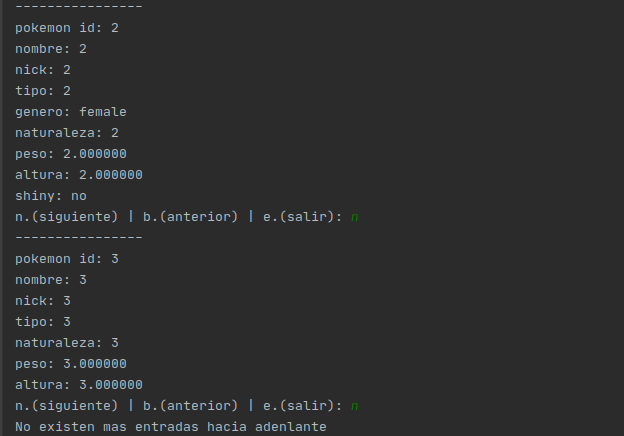 ----------------
pokemon id: 2
nombre: 2
nick: 2
tipo: 2
genero: female
naturaleza: 2
peso: 2.000000
altura: 2.000000
shiny: no
n.(siguiente) | b.(anterior) | e.(salir): n
----------------
pokemon id: 3
nombre: 3
nick: 3
tipo: 3
naturaleza: 3
peso: 3.000000
altura: 3.000000
n.(siguiente) | b.(anterior) | e.(salir): n
No existen mas entradas hacia adenlante